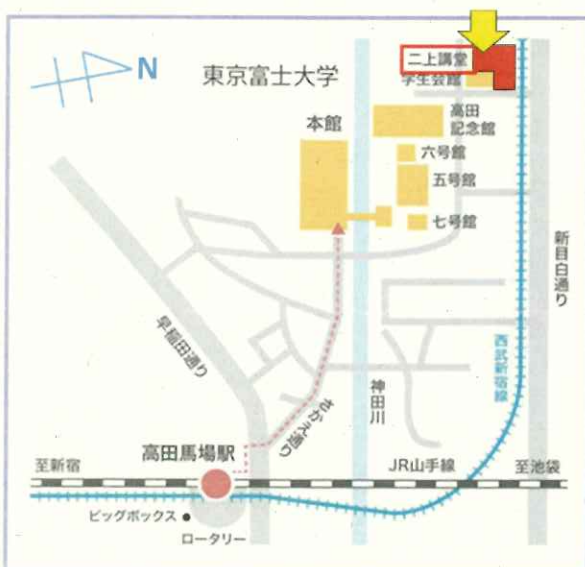 N
東京富士大学
二上講堂
学生会館
高田
記念館
本館
六号館
五号館
七号館
新目白通り
早稲田通り
西武新宿線
さかえ通り
神田川
高田馬場駅
至新宿
JR山手線
至池袋
ビッグボックス
ロータリー